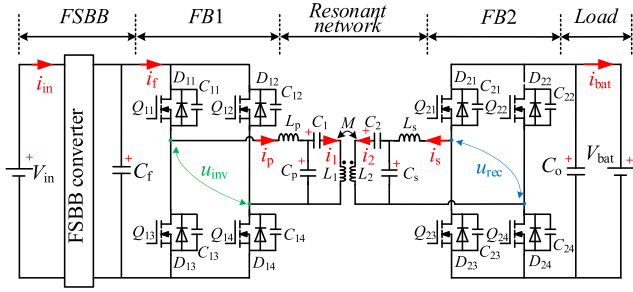 FSBB FB1 Resonant network FB2 Load
i_in i_f D_11 C_11 D_12 C_12 D_21 C_21 D_22 C_22 i_bat
Q_11 Q_12 L_p C_1 M C_2 L_s Q_21 Q_22
V_in FSBB converter C_f u_inv i_p C_p i_1 L_1 i_2 L_2 C_s i_s u_rec C_o V_bat
Q_13 C_13 Q_14 C_14 Q_23 C_23 Q_24 C_24
D_13 D_14 D_23 D_24